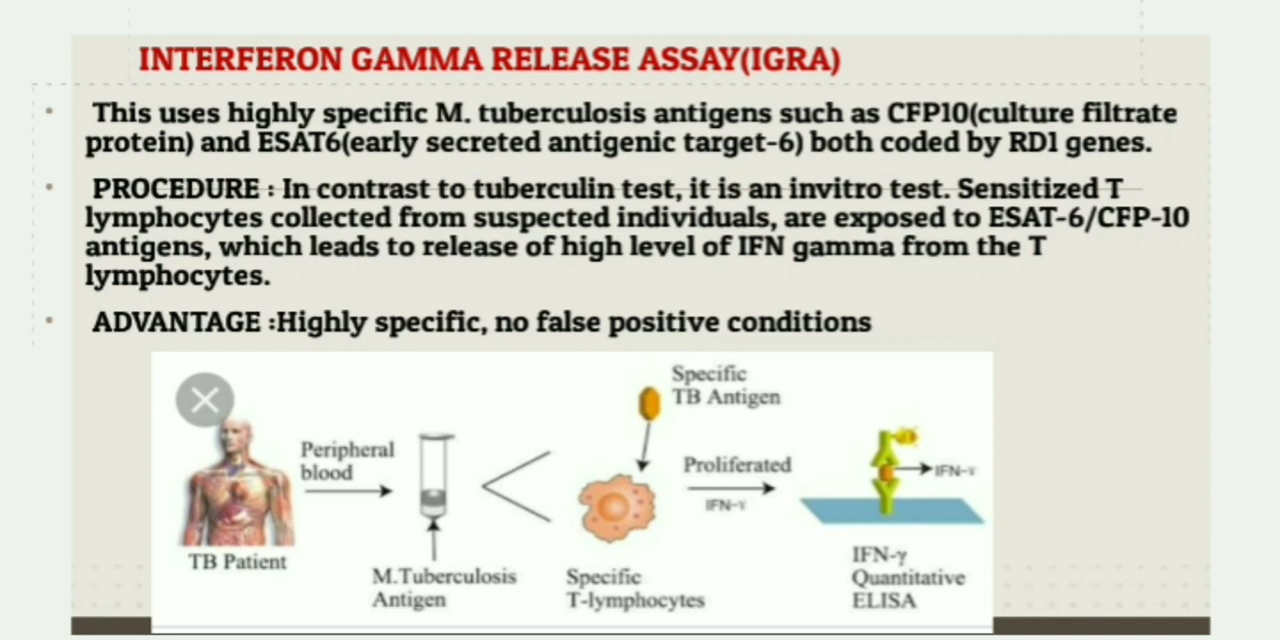 INTERFERON GAMMA RELEASE ASSAY(IGRA)
This uses highly specific M. tuberculosis antigens such as CFP10(culture filtrate
protein) and ESAT6(early secreted antigenic target-6) both coded by RD1 genes.
PROCEDURE : In contrast to tuberculin test, it is an invitro test. Sensitized T
lymphocytes collected from suspected individuals, are exposed to ESAT-6/CFP-10
antigens, which leads to release of high level of IFN gamma from the T
lymphocytes.
ADVANTAGE :Highly specific, no false positive conditions
Specific
TB Antigen
Peripheral
blood
Proliferated
IFN-γ
IFN-γ
TB Patient
M.Tuberculosis
Antigen
Specific
T-lymphocytes
IFN-γ
Quantitative
ELISA